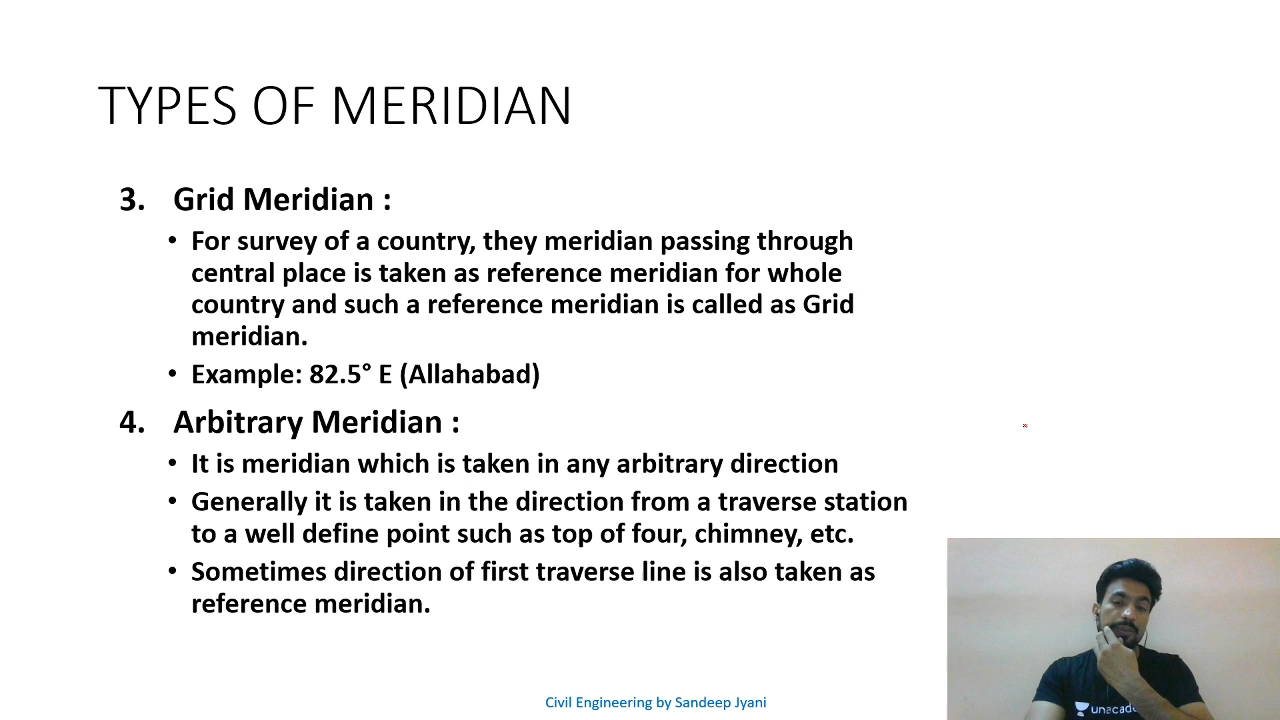 TYPES OF MERIDIAN
3. Grid Meridian :
• For survey of a country, they meridian passing through
central place is taken as reference meridian for whole
country and such a reference meridian is called as Grid
meridian.
• Example: 82.5° E (Allahabad)
4. Arbitrary Meridian :
• It is meridian which is taken in any arbitrary direction
• Generally it is taken in the direction from a traverse station
to a well define point such as top of four, chimney, etc.
• Sometimes direction of first traverse line is also taken as
reference meridian.
Civil Engineering by Sandeep Jyani